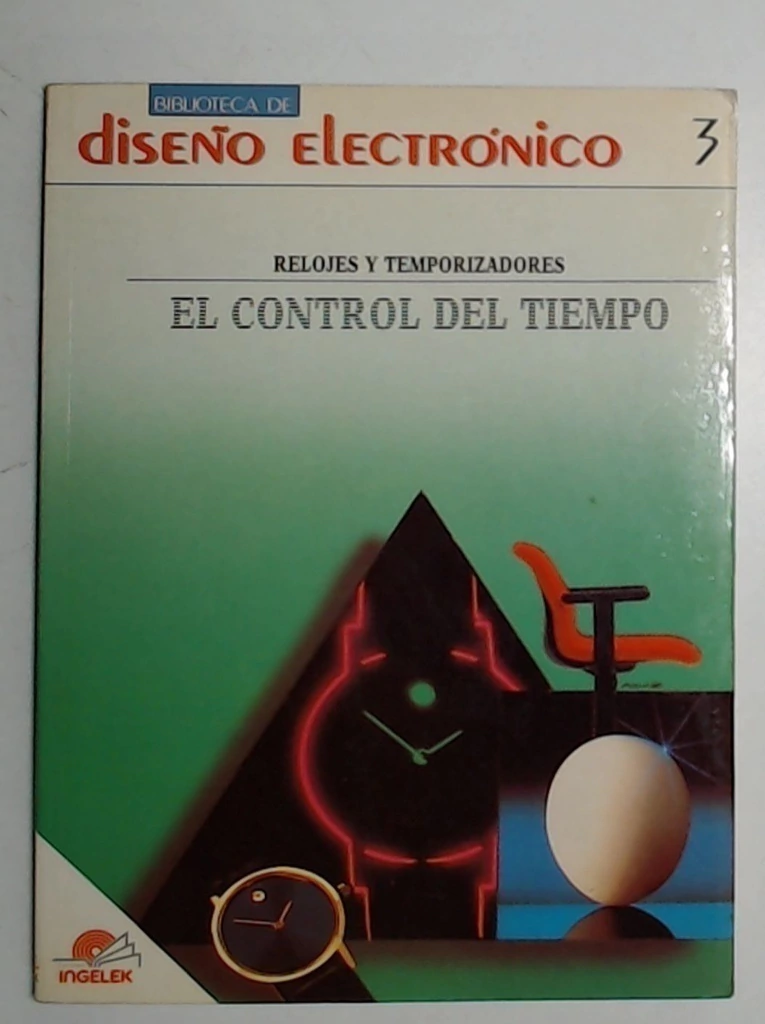 BIBLIOTECA DE
diseño electrónico
3
RELOJES Y TEMPORIZADORES
EL CONTROL DEL TIEMPO
INGELEK